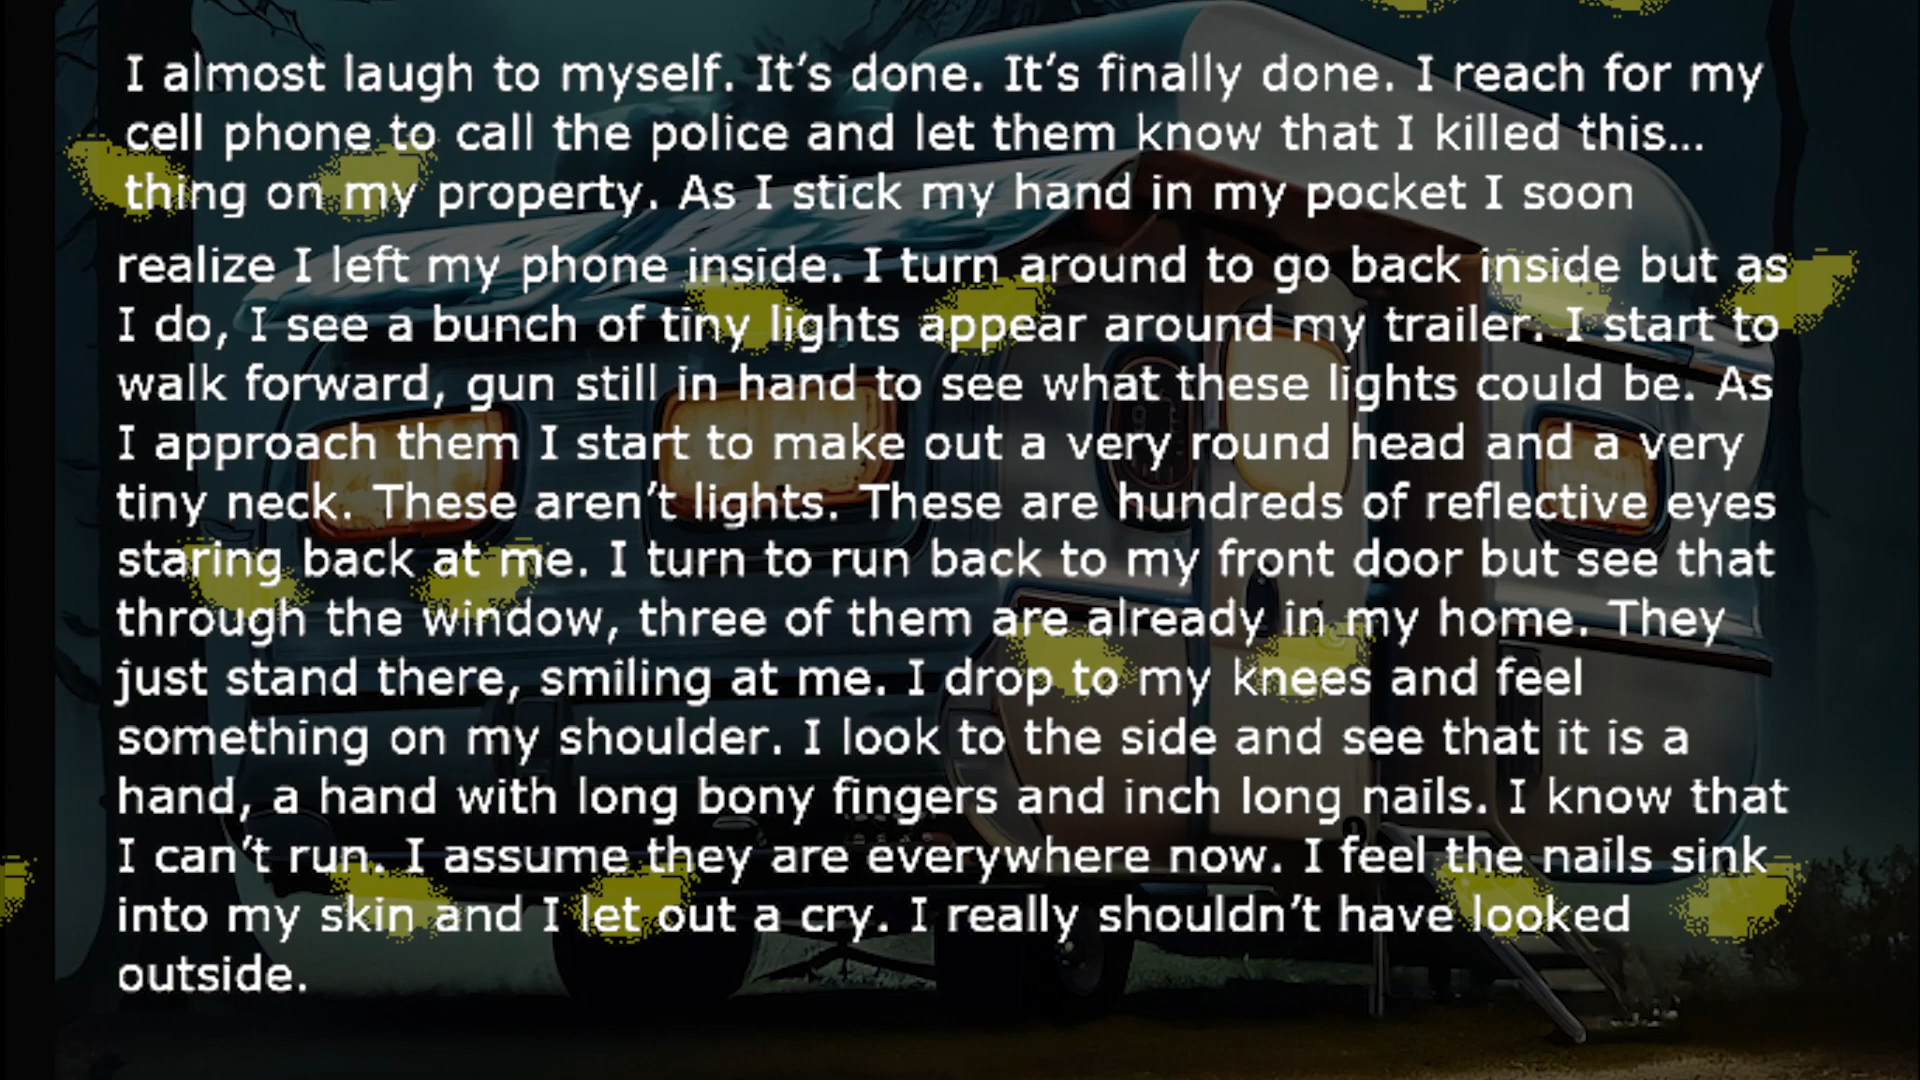 I almost laugh to myself. It’s done. It’s finally done. I reach for my
cell phone to call the police and let them know that I killed this...
thing on my property. As I stick my hand in my pocket I soon
realize I left my phone inside. I turn around to go back inside but as
I do, I see a bunch of tiny lights appear around my trailer. I start to
walk forward, gun still in hand to see what these lights could be. As
I approach them I start to make out a very round head and a very
tiny neck. These aren’t lights. These are hundreds of reflective eyes
staring back at me. I turn to run back to my front door but see that
through the window, three of them are already in my home. They
just stand there, smiling at me. I drop to my knees and feel
something on my shoulder. I look to the side and see that it is a
hand, a hand with long bony fingers and inch long nails. I know that
I can’t run. I assume they are everywhere now. I feel the nails sink
into my skin and I let out a cry. I really shouldn’t have looked
outside.